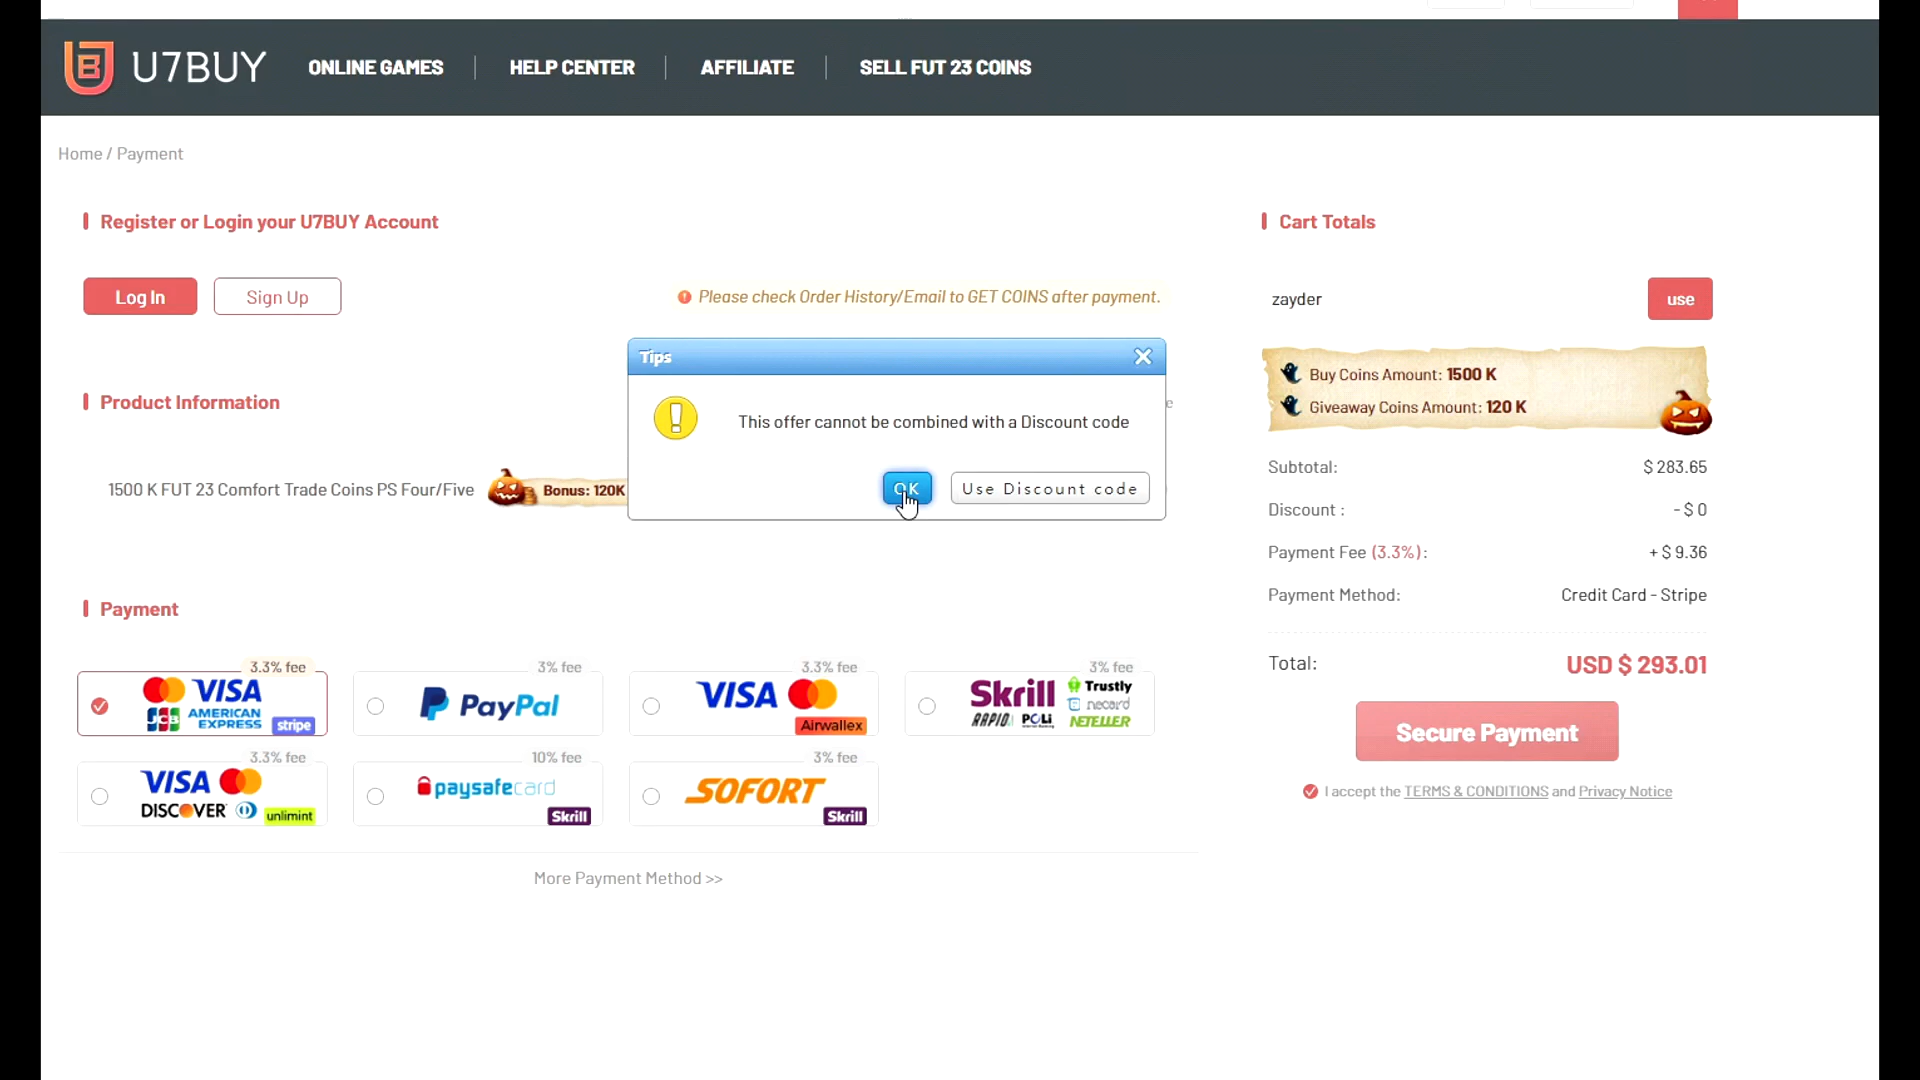 U7BUY ONLINE GAMES HELP CENTER AFFILIATE SELL FUT 23 COINS
Home / Payment
Register or Login your U7BUY Account
Log In Sign Up
Please check Order History/Email to GET COINS after payment.
Tips
This offer cannot be combined with a Discount code
OK Use Discount code
Product Information
1500 K FUT 23 Comfort Trade Coins PS Four/Five Bonus: 120K
Payment
3.3% fee
VISA
JCB AMERICAN EXPRESS stripe
3% fee
PayPal
3.3% fee
VISA
Airwallex
3% fee
Skrill Trustly
RAPID POLi NETELLER
3.3% fee
VISA
DISCOVER unlimint
10% fee
paysafecard
Skrill
3% fee
SOFORT
Skrill
More Payment Method >>
Cart Totals
zayder use
Buy Coins Amount: 1500 K
Giveaway Coins Amount: 120 K
Subtotal: $ 283.65
Discount : - $ 0
Payment Fee (3.3%) : + $ 9.36
Payment Method: Credit Card - Stripe
Total: USD $ 293.01
Secure Payment
I accept the TERMS & CONDITIONS and Privacy Notice